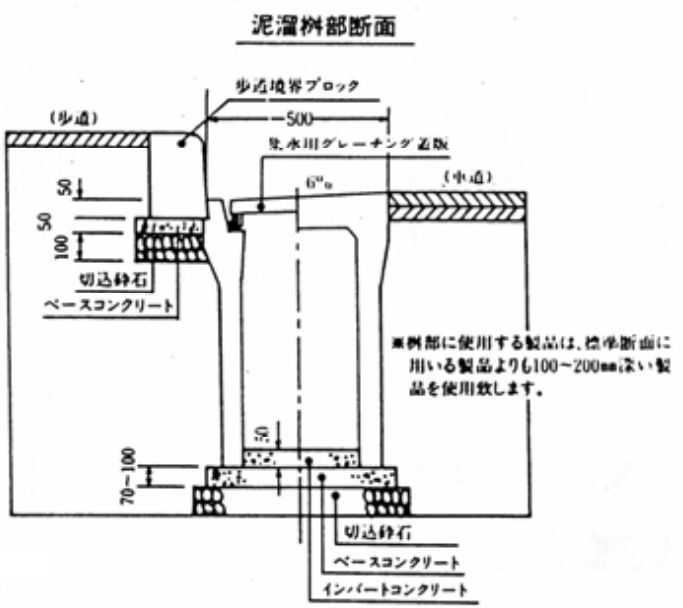 泥溜桝部断面
歩道境界ブロック
(歩道)
500
集水用グレーチング蓋版
6%
(車道)
50
50
100
切込砕石
ベースコンクリート
※桝部に使用する製品は、標準断面に
用いる製品よりも100~200mm深い製
品を使用致します。
50
70~100
切込砕石
ベースコンクリート
インバートコンクリート